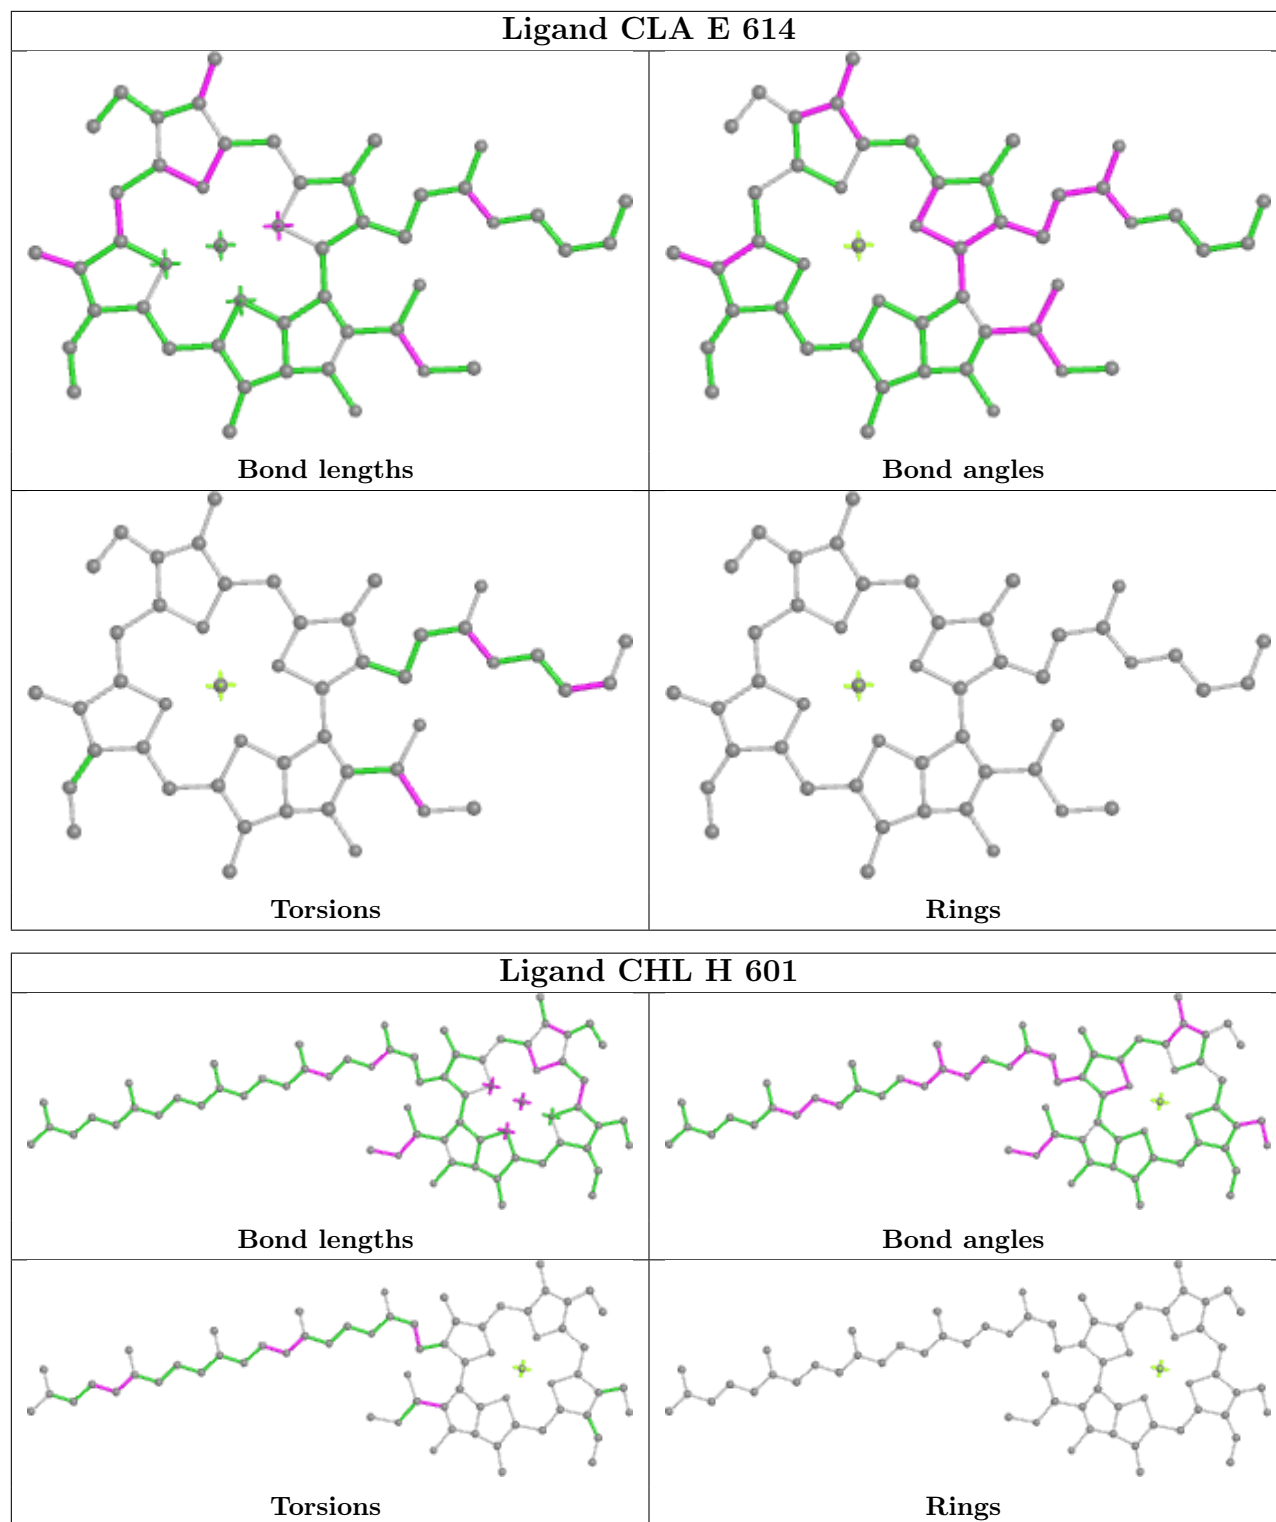 Ligand CLA E 614
Bond lengths
Bond angles
Torsions
Rings
Ligand CHL H 601
Bond lengths
Bond angles
Torsions
Rings